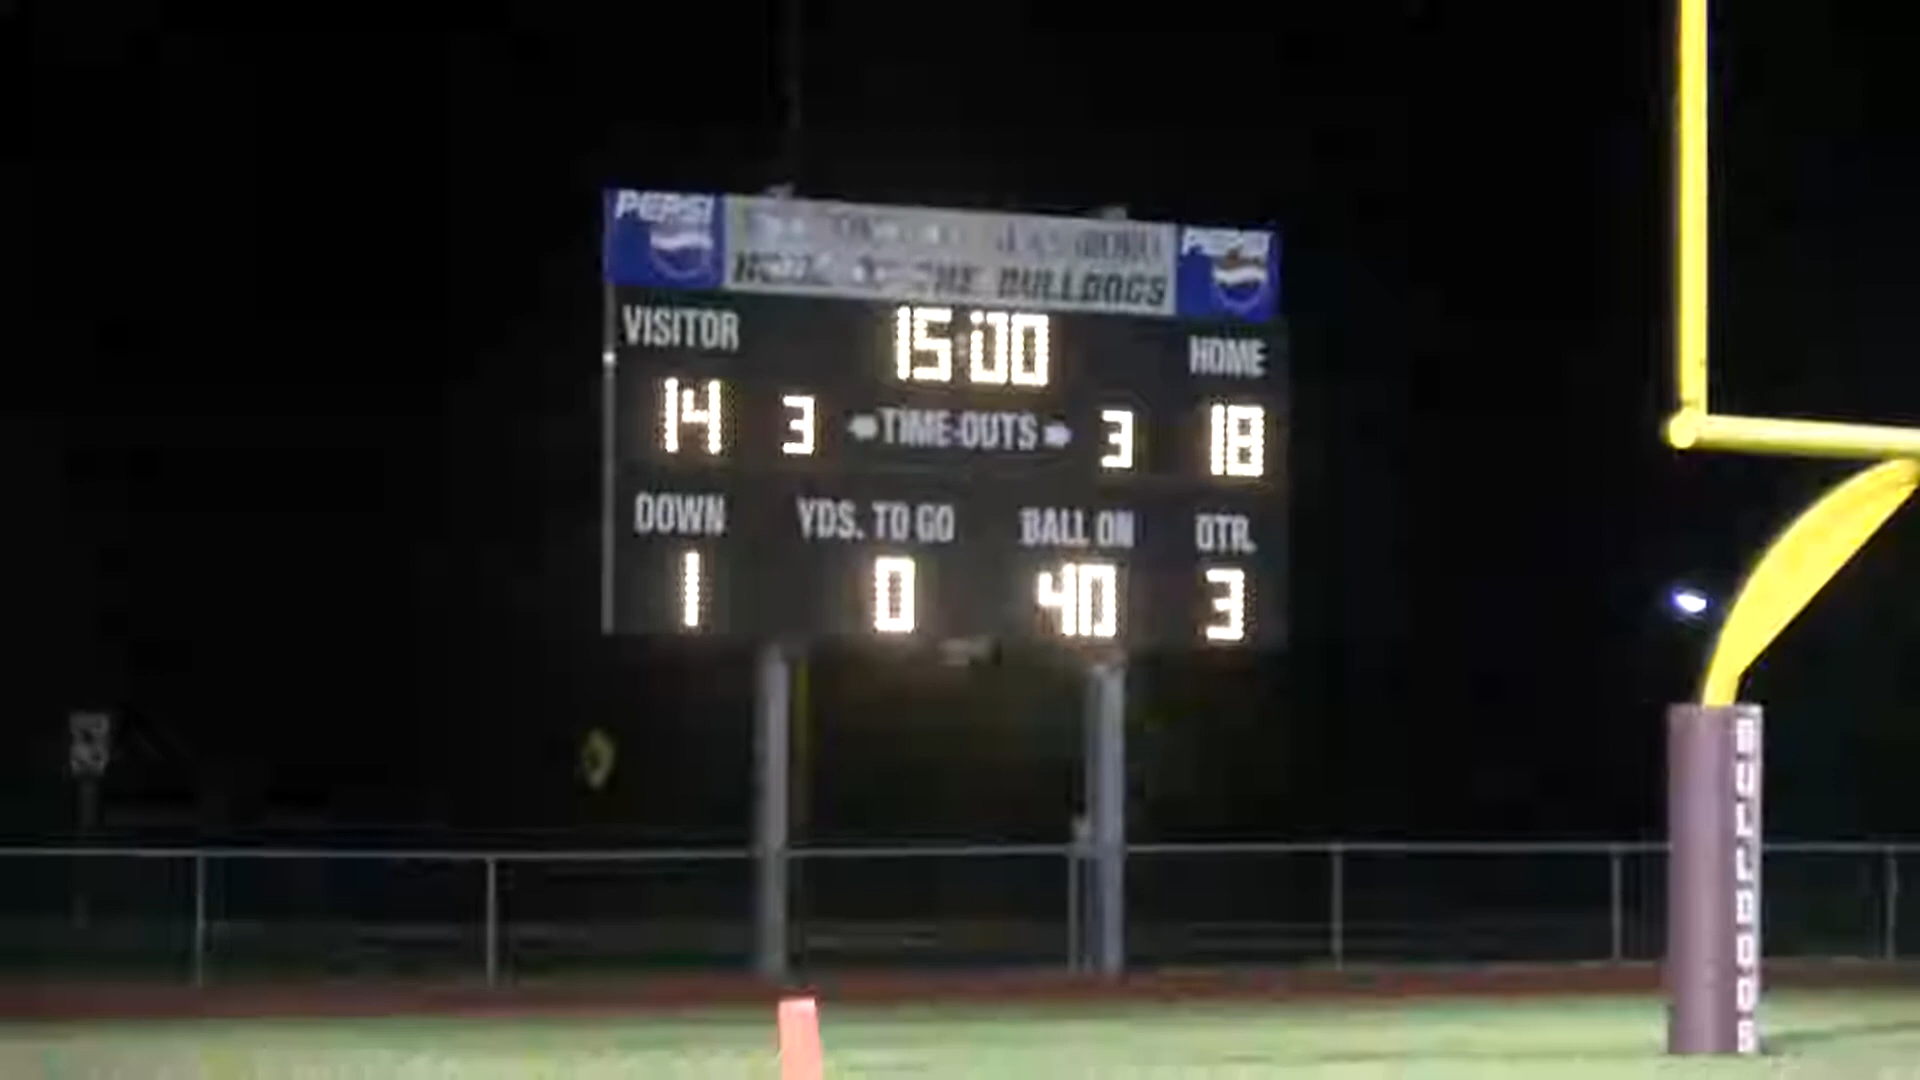 PEPSI
PEPSI
THE BULLDOGS
VISITOR
15:00
HOME
14 3 TIME-OUTS 3 18
DOWN YDS. TO GO BALL ON QTR.
1 0 40 3
BULLDOGS